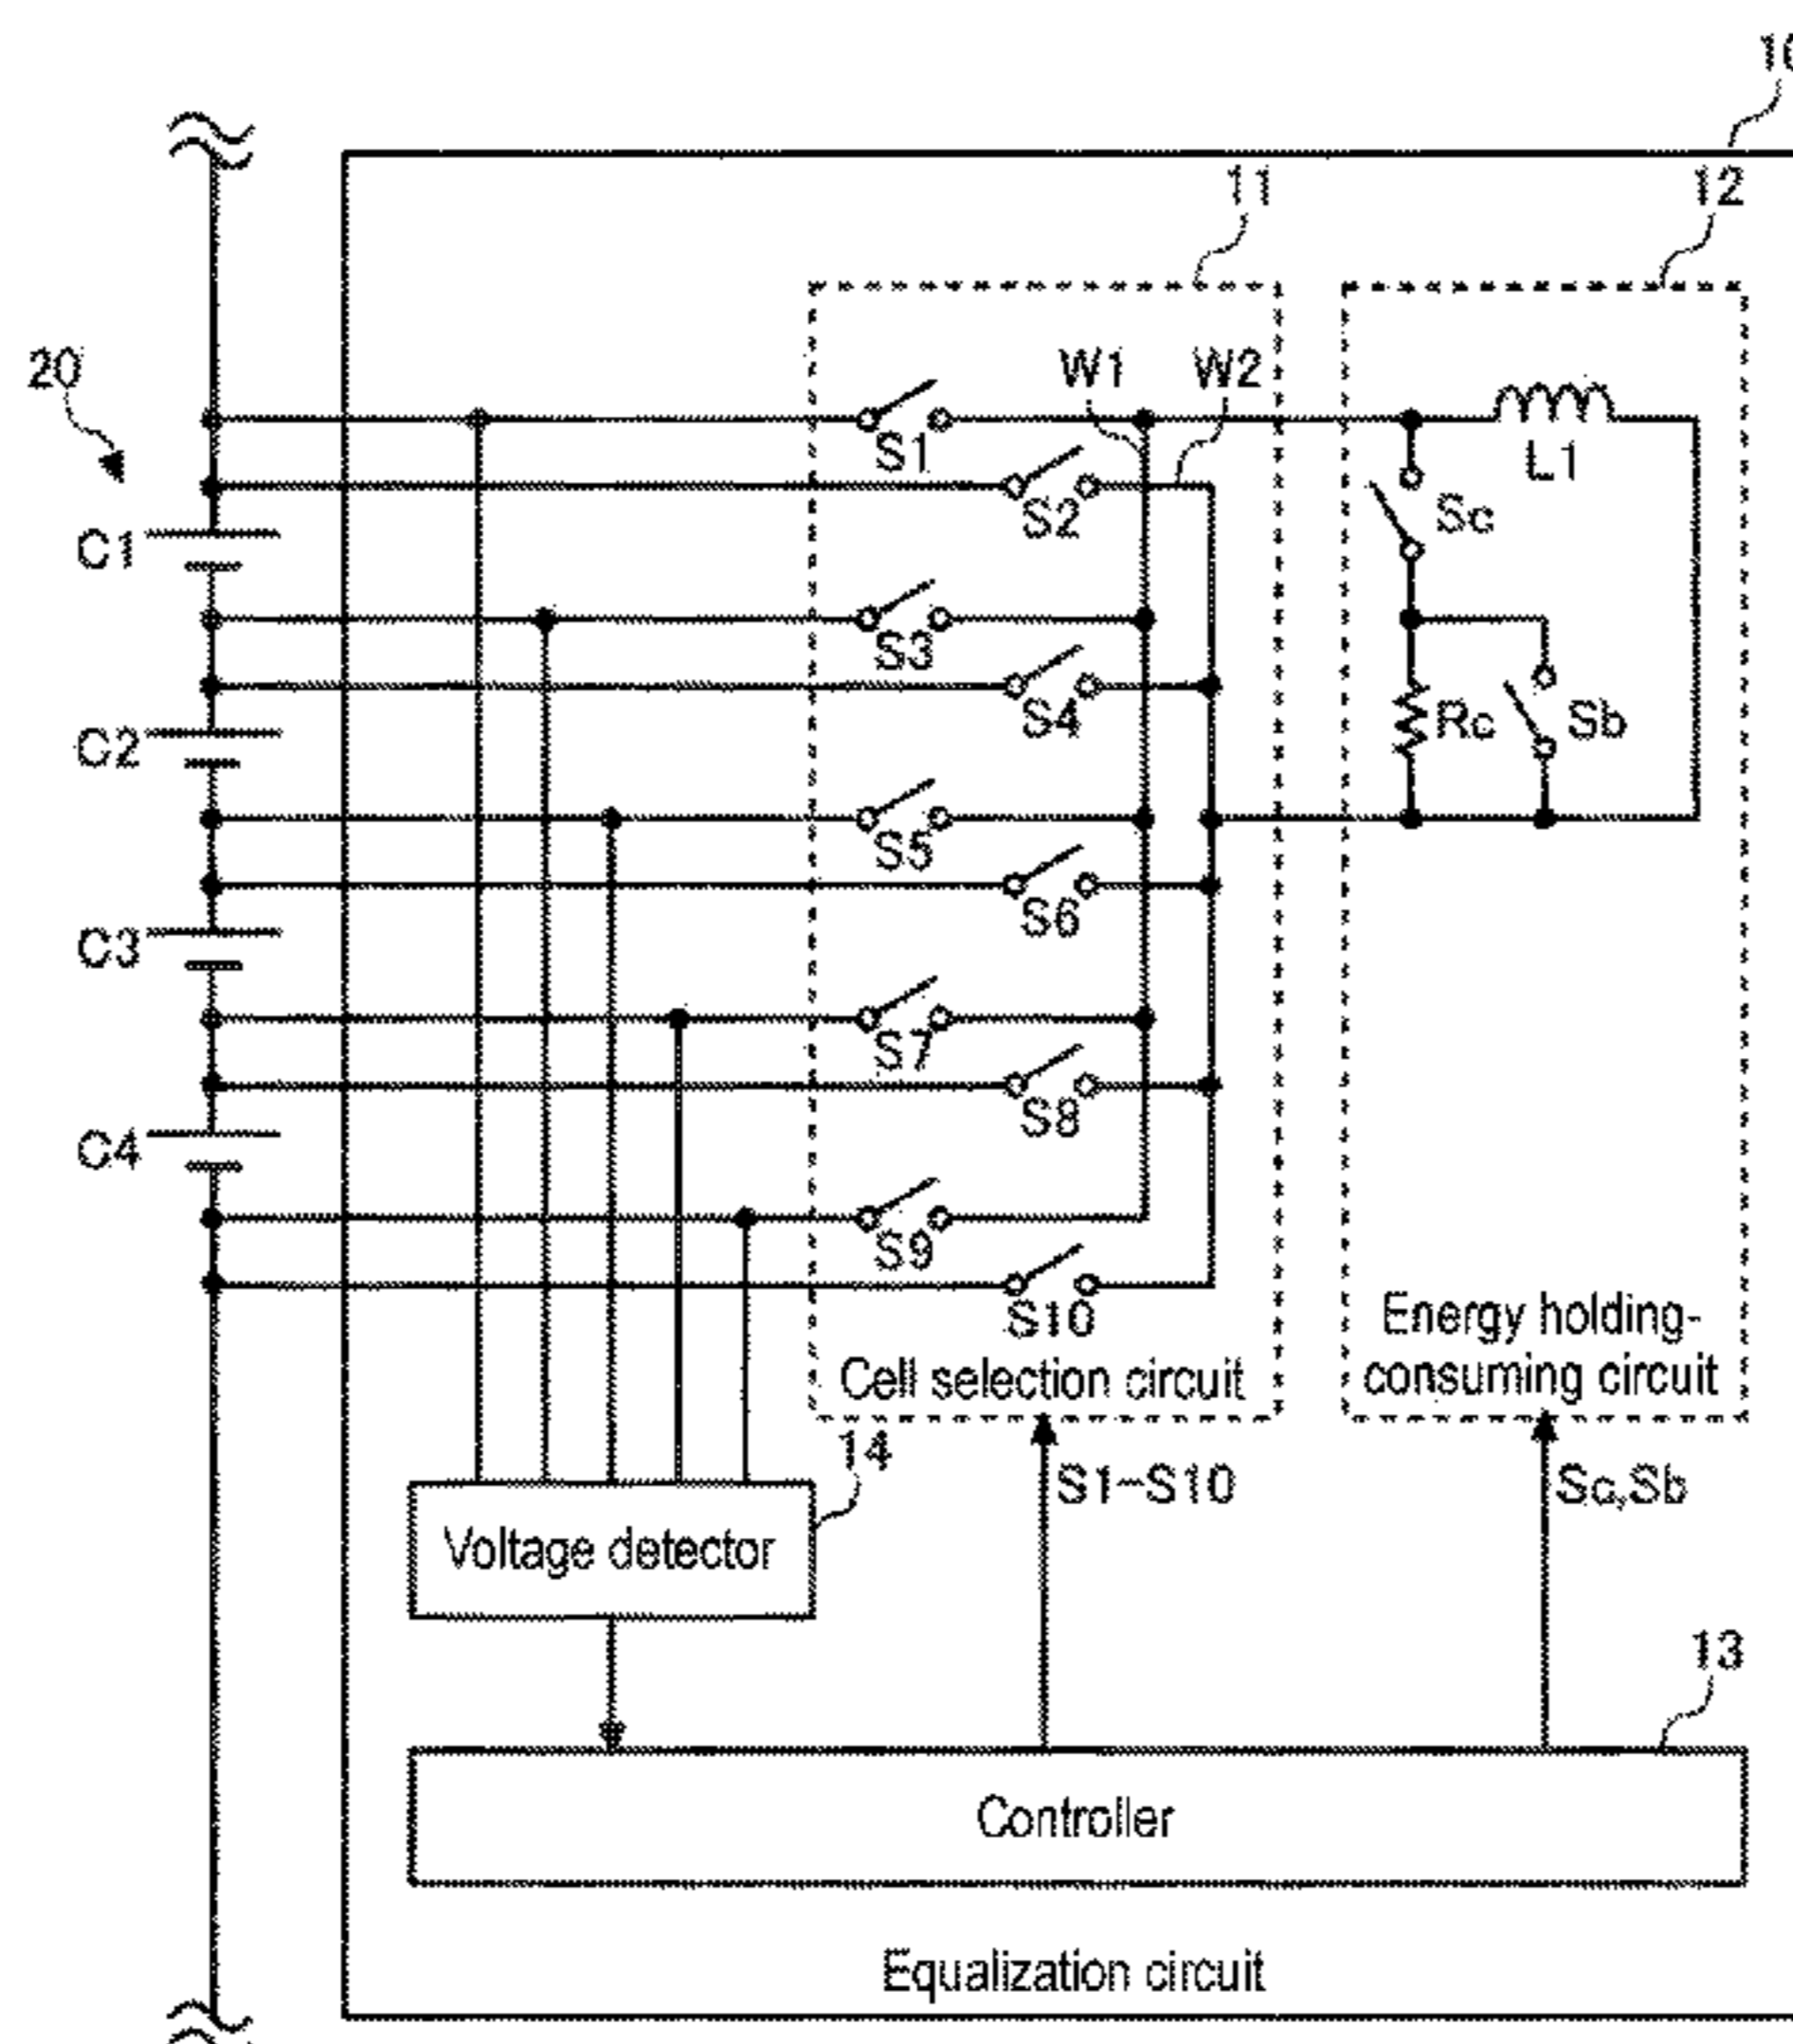 11
12
20
W1
W2
S1
L1
S2
Sc
C1
S3
S4
Rc
Sb
C2
S5
S6
C3
S7
S8
C4
S9
S10
Energy holding-
consuming circuit
Cell selection circuit
14
S1-S10
Sc,Sb
Voltage detector
13
Controller
Equalization circuit